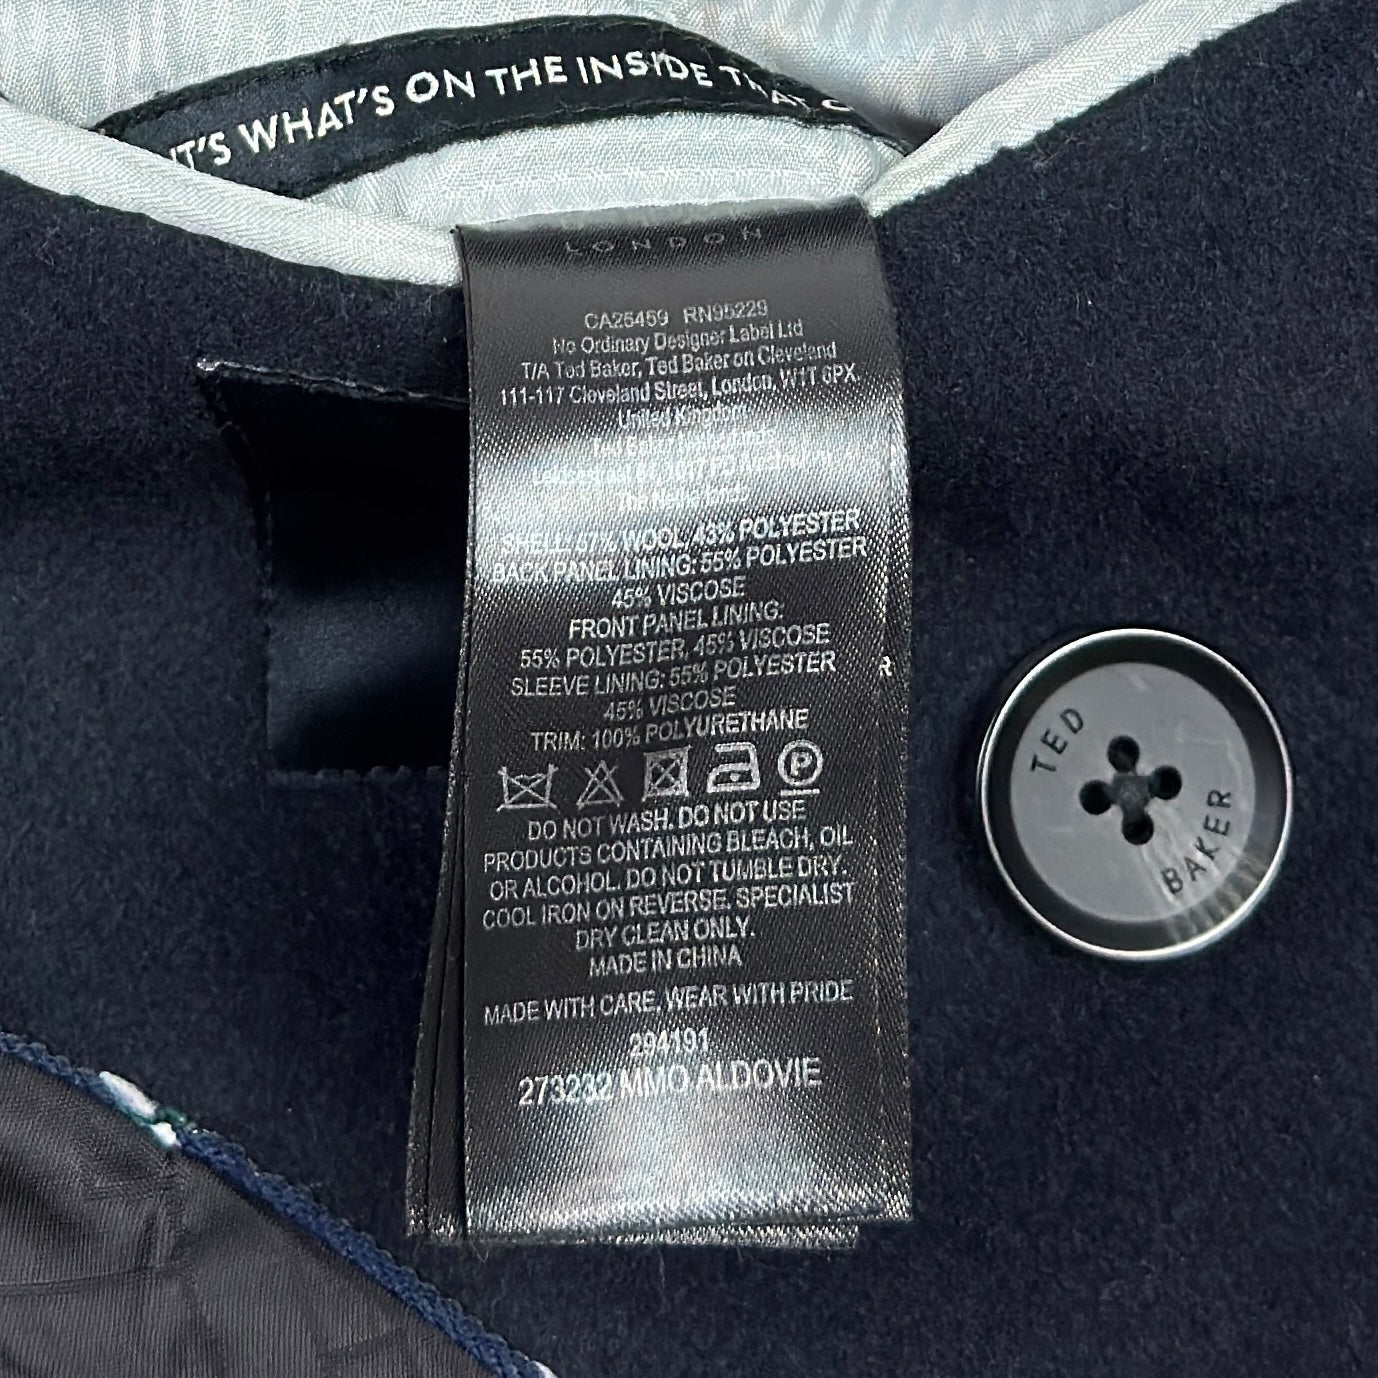 IT'S WHAT'S ON THE INSIDE THAT
LONDON
CA25459 RN95229
No Ordinary Designer Label Ltd
T/A Ted Baker, Ted Baker on Cleveland
111-117 Cleveland Street, London, W1T 6PX
United Kingdom
The Netherlands
SHELL: 57% WOOL, 43% POLYESTER
BACK PANEL LINING: 55% POLYESTER
45% VISCOSE
FRONT PANEL LINING:
55% POLYESTER, 45% VISCOSE
SLEEVE LINING: 55% POLYESTER
45% VISCOSE
TRIM: 100% POLYURETHANE
P
DO NOT WASH. DO NOT USE
PRODUCTS CONTAINING BLEACH, OIL
OR ALCOHOL. DO NOT TUMBLE DRY.
COOL IRON ON REVERSE. SPECIALIST
DRY CLEAN ONLY.
MADE IN CHINA
MADE WITH CARE, WEAR WITH PRIDE
294191
273232 MMO ALDOVIE
R
TED
BAKER